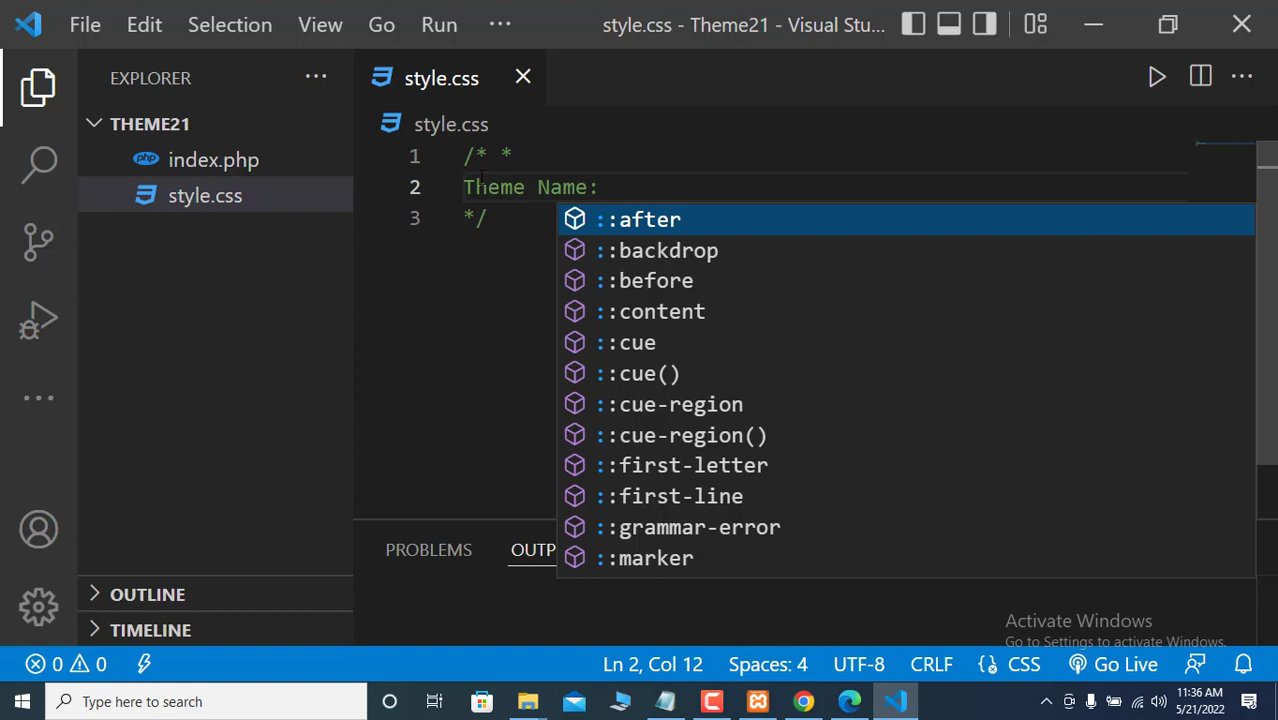 File Edit Selection View Go Run ··· style.css - Theme21 - Visual Stu...
EXPLORER ···
style.css
THEME21
index.php
style.css
style.css
1 /* *
2 Theme Name:
3 */
::after
::backdrop
::before
::content
::cue
::cue()
::cue-region
::cue-region()
::first-letter
::first-line
::grammar-error
::marker
PROBLEMS OUTP
OUTLINE
TIMELINE
Activate Windows
Go to Settings to activate Windows.
0 0 Ln 2, Col 12 Spaces: 4 UTF-8 CRLF {} CSS Go Live
Type here to search
11:36 AM
5/21/2022